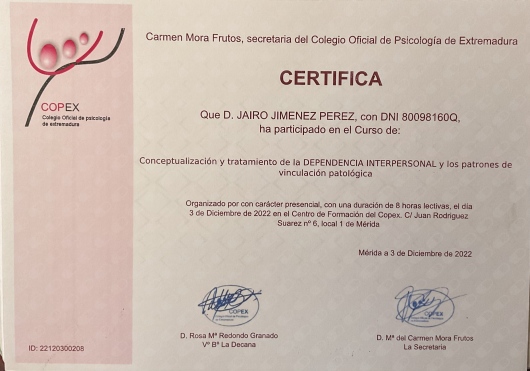 Carmen Mora Frutos, secretaria del Colegio Oficial de Psicología de Extremadura
CERTIFICA
COPEX
Colegio Oficial de psicología
de extremadura
Que D. JAIRO JIMENEZ PEREZ, con DNI 80098160Q,
ha participado en el Curso de:
Conceptualización y tratamiento de la DEPENDENCIA INTERPERSONAL y los patrones de
vinculación patológica
Organizado por con carácter presencial, con una duración de 8 horas lectivas, el día
3 de Diciembre de 2022 en el Centro de Formación del Copex. C/ Juan Rodriguez
Suarez nº 6, local 1 de Mérida
Mérida a 3 de Diciembre de 2022
COPEX
COPEX
D. Rosa Mª Redondo Granado
Vº Bº La Decana
D. Mª del Carmen Mora Frutos
La Secretaria
ID: 22120300208